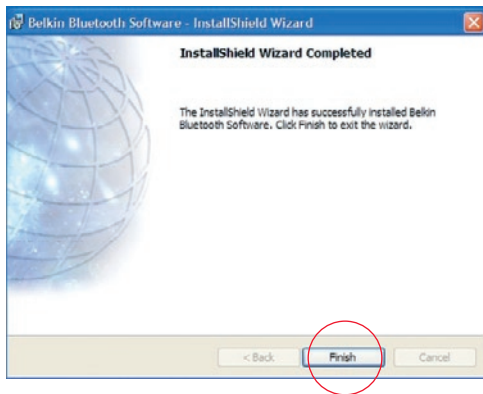 Belkin Bluetooth Software - InstallShield Wizard
InstallShield Wizard Completed
The InstallShield Wizard has successfully installed Belkin
Bluetooth Software. Click Finish to exit the wizard.
< Back
Finish
Cancel